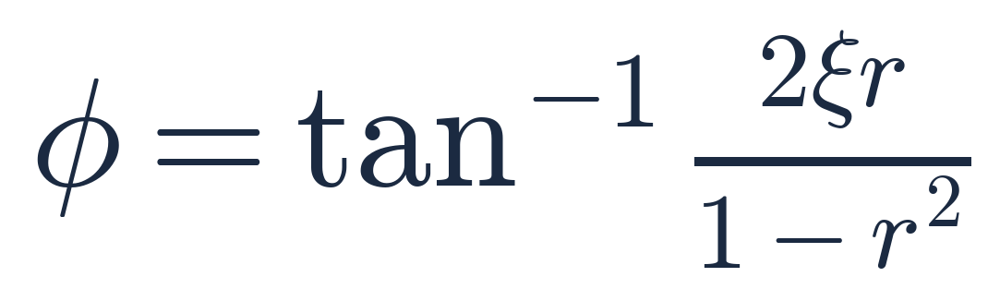 ϕ = tan⁻¹ 2ξr / (1 − r²)